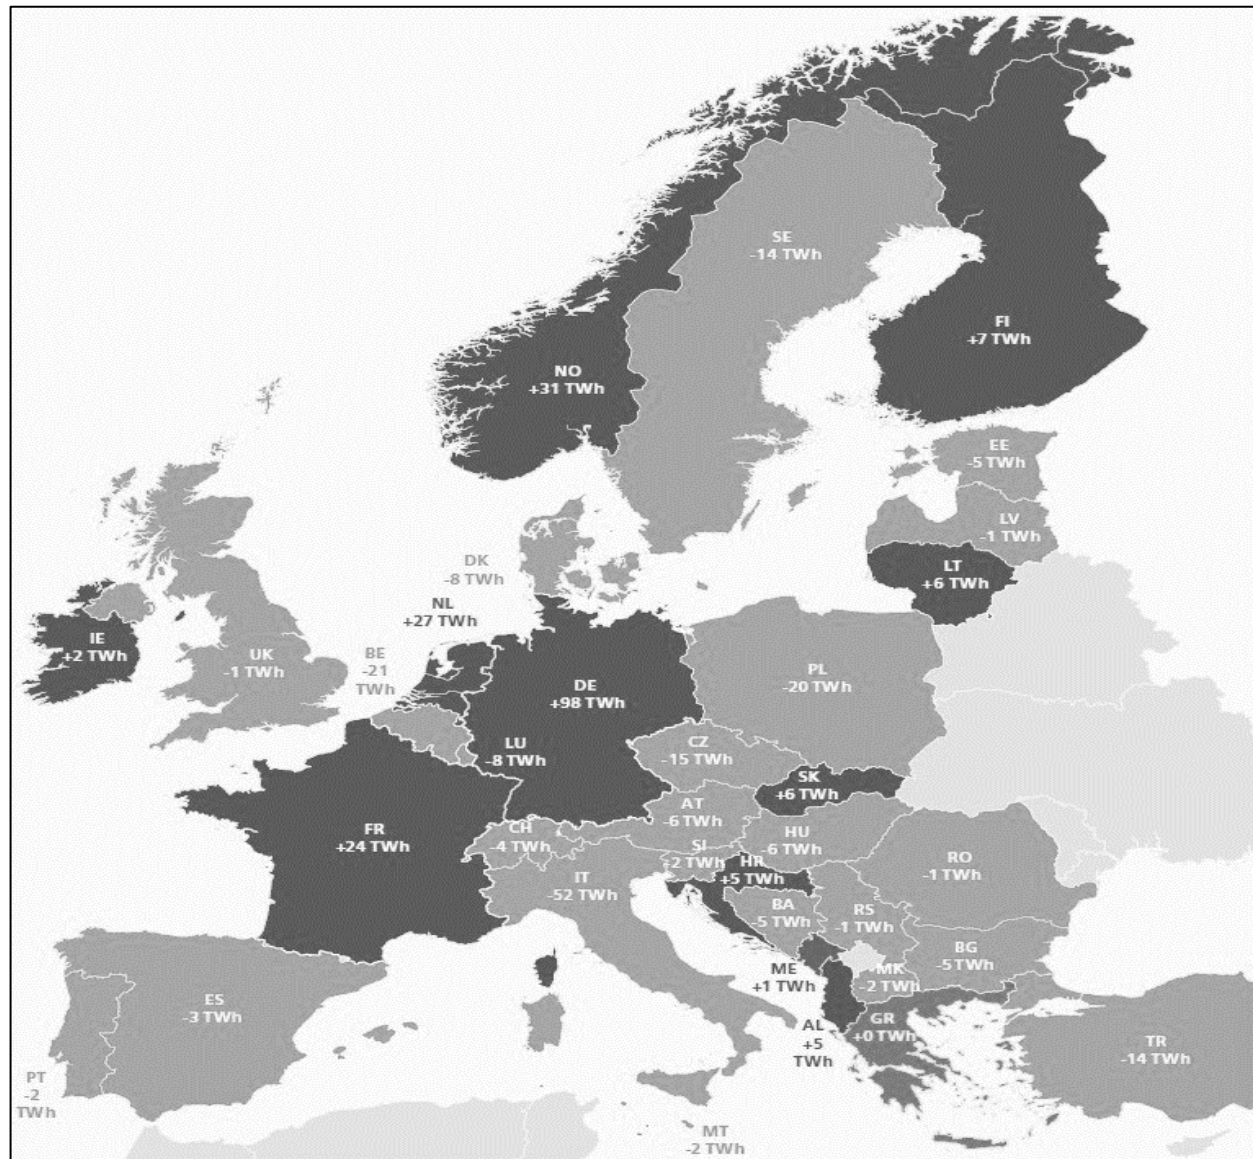 SE
-14 TWh
FI
+7 TWh
NO
+31 TWh
EE
-5 TWh
LV
-1 TWh
DK
-8 TWh
LT
+6 TWh
NL
+27 TWh
IE
+2 TWh
UK
-1 TWh
BE
-21
TWh
DE
+98 TWh
PL
-20 TWh
LU
-8 TWh
CZ
-15 TWh
SK
+6 TWh
FR
+24 TWh
AT
-6 TWh
CH
-4 TWh
HU
-6 TWh
SI
+2 TWh
HR
+5 TWh
RO
-1 TWh
IT
-52 TWh
BA
-5 TWh
RS
-1 TWh
BG
-5 TWh
ME
+1 TWh
MK
-2 TWh
ES
-3 TWh
GR
+0 TWh
AL
+5
TWh
TR
-14 TWh
PT
-2
TWh
MT
-2 TWh